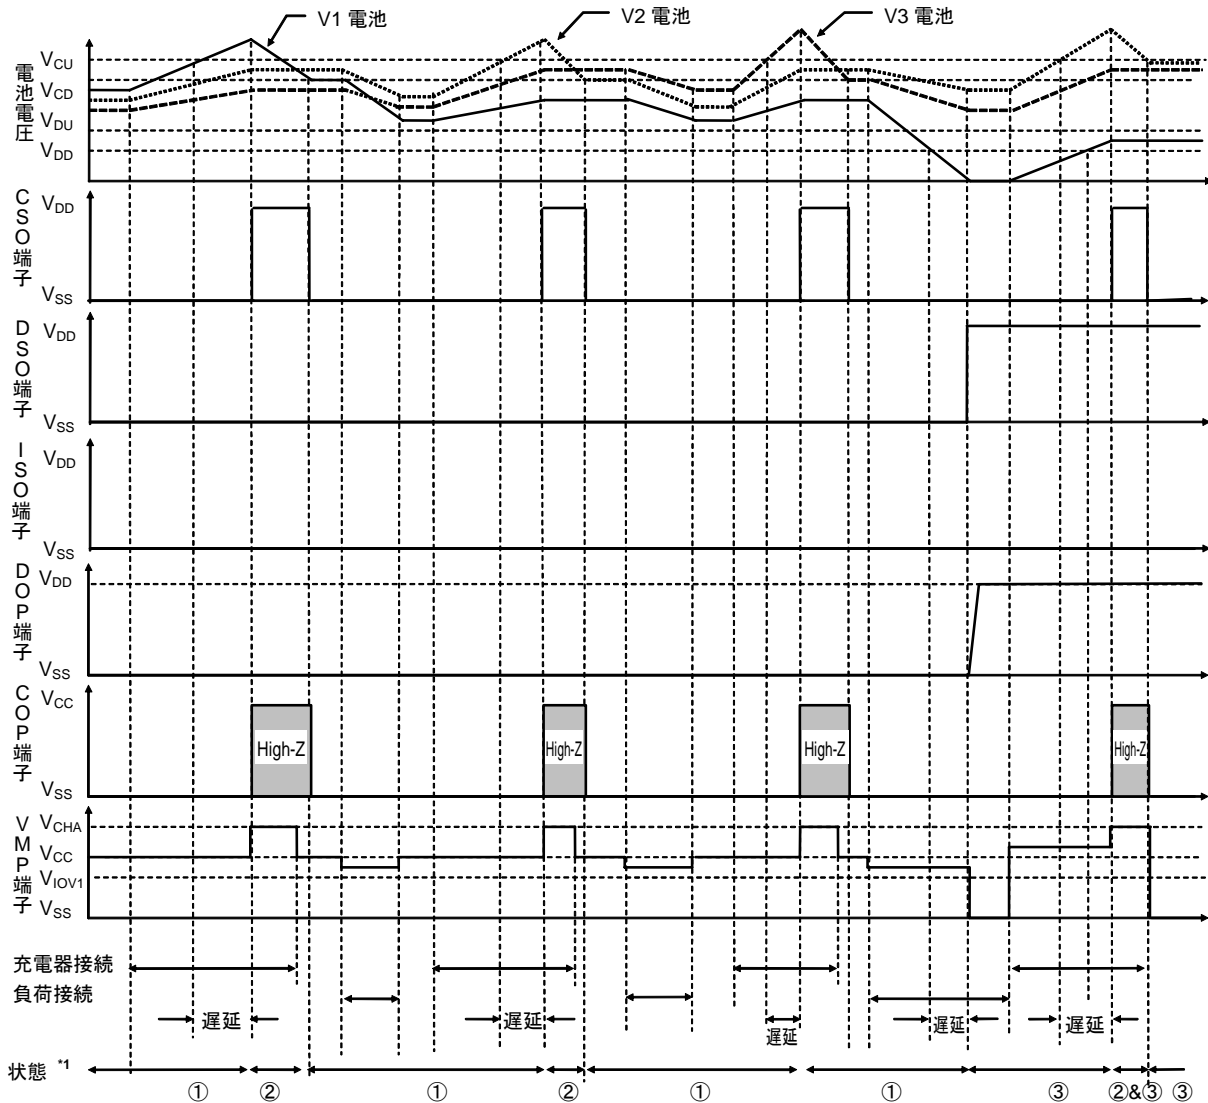 V1 電池
V2 電池
V3 電池
電池電圧
VCU
VCD
VDU
VDD
CSO端子
VDD
VSS
DSO端子
VDD
VSS
ISO端子
VDD
VSS
DOP端子
VDD
VSS
COP端子
VCC
High-Z
High-Z
High-Z
High-Z
VSS
VMP端子
VCHA
VCC
VIOV1
VSS
充電器接続
負荷接続
遅延
遅延
遅延
遅延
遅延
状態 *1
① ② ① ② ① ① ③ ②&③ ③